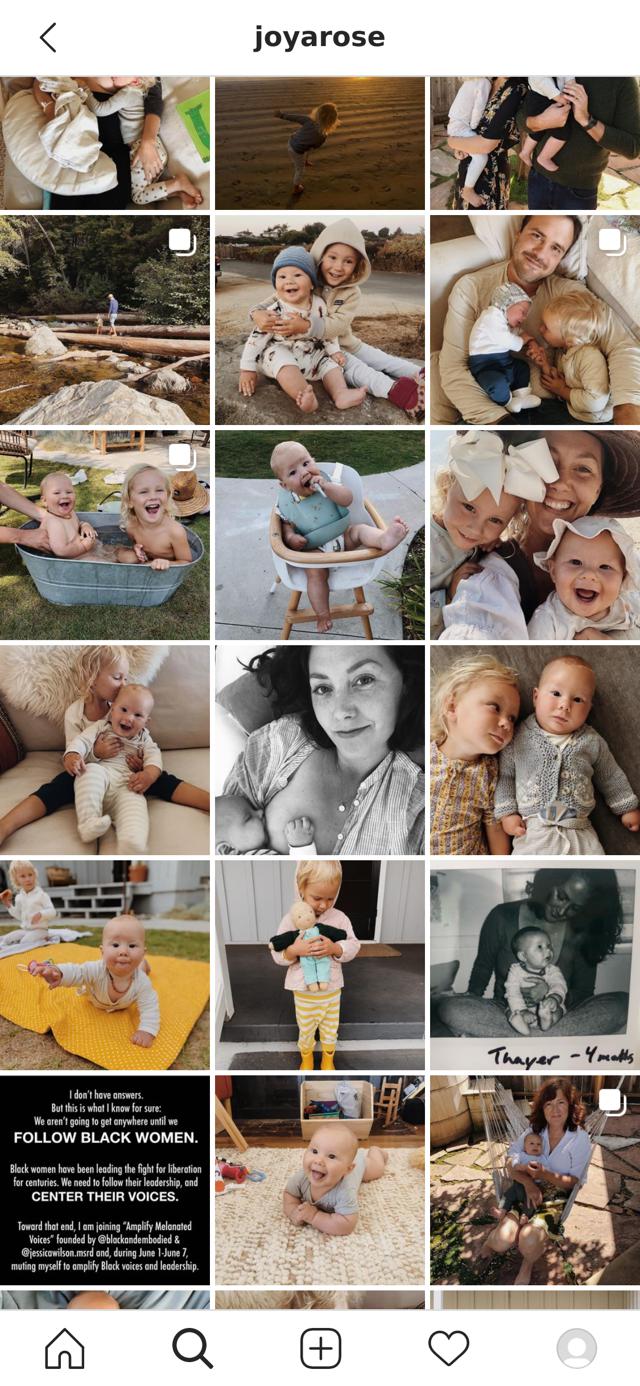 joyarose
Thayer - 4 months
I don't have answers.
But this is what I know for sure:
We aren't going to get anywhere until we
FOLLOW BLACK WOMEN.
Black women have been leading the fight for liberation
for centuries. We need to follow their leadership, and
CENTER THEIR VOICES.
Toward that end, I am joining "Amplify Melanated
Voices" founded by @blackandembodied &
@jessicawilson.msrd and, during June 1-June 7,
muting myself to amplify Black voices and leadership.